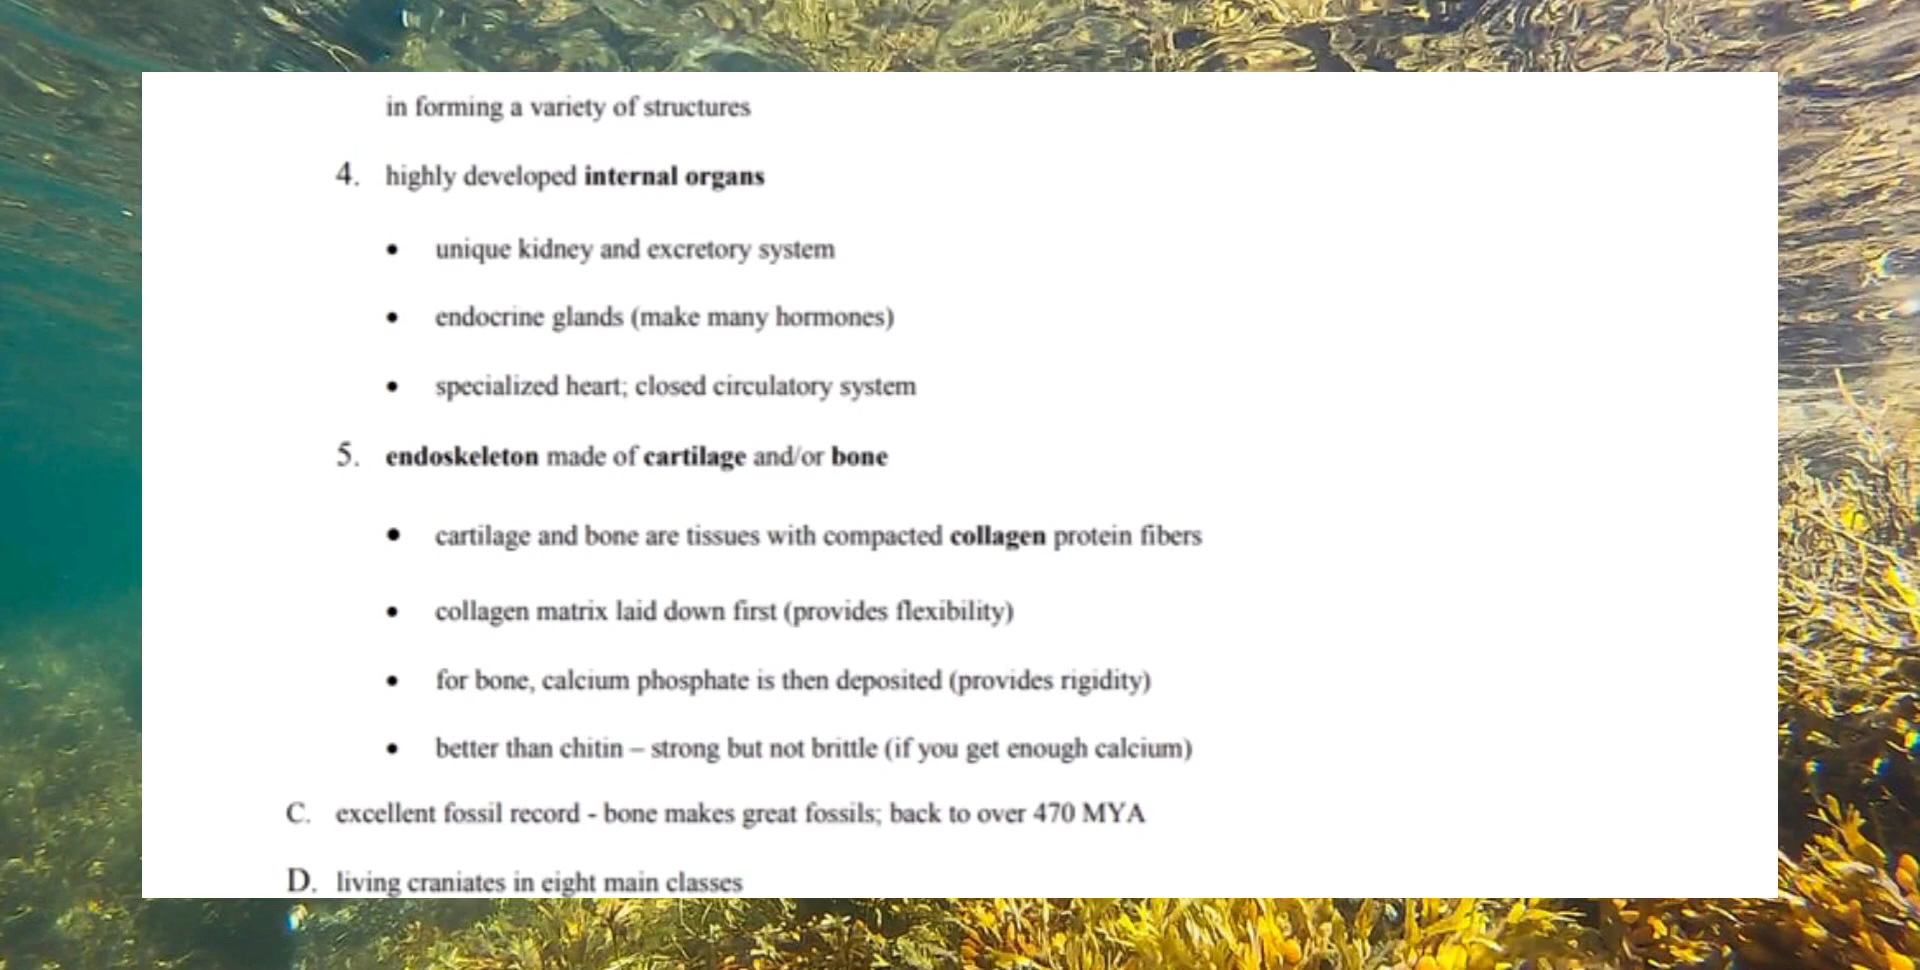 in forming a variety of structures
4. highly developed internal organs
• unique kidney and excretory system
• endocrine glands (make many hormones)
• specialized heart; closed circulatory system
5. endoskeleton made of cartilage and/or bone
• cartilage and bone are tissues with compacted collagen protein fibers
• collagen matrix laid down first (provides flexibility)
• for bone, calcium phosphate is then deposited (provides rigidity)
• better than chitin – strong but not brittle (if you get enough calcium)
C. excellent fossil record - bone makes great fossils; back to over 470 MYA
D. living craniates in eight main classes